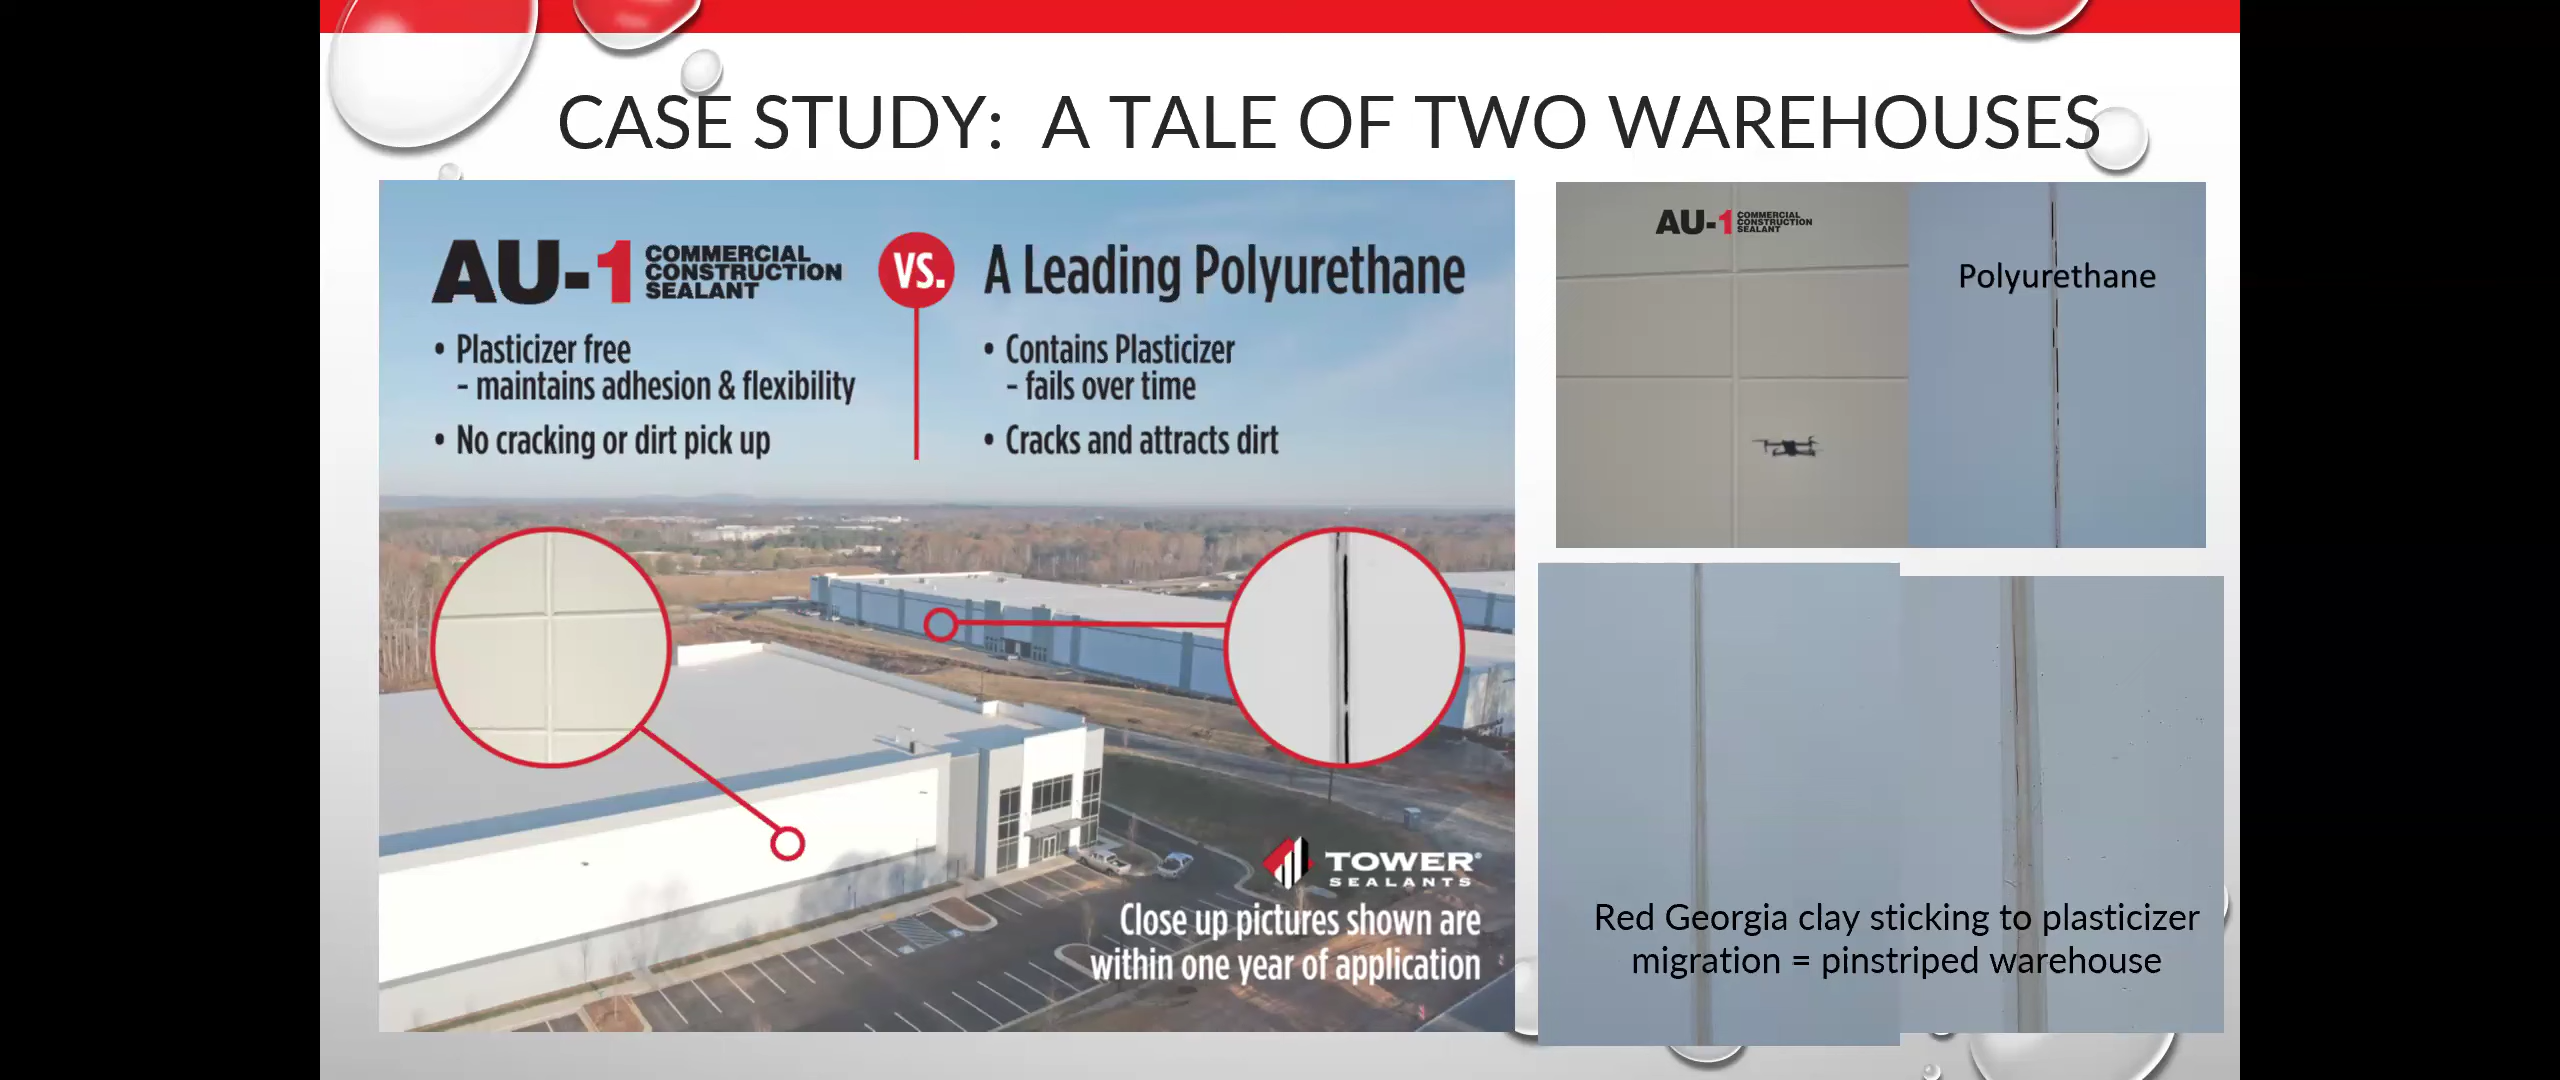 CASE STUDY: A TALE OF TWO WAREHOUSES
AU-1 COMMERCIAL
CONSTRUCTION
SEALANT
VS.
A Leading Polyurethane
• Plasticizer free
- maintains adhesion & flexibility
• No cracking or dirt pick up
• Contains Plasticizer
- fails over time
• Cracks and attracts dirt
TOWER®
SEALANTS
Close up pictures shown are
within one year of application
AU-1 COMMERCIAL
CONSTRUCTION
SEALANT
Polyurethane
Red Georgia clay sticking to plasticizer
migration = pinstriped warehouse